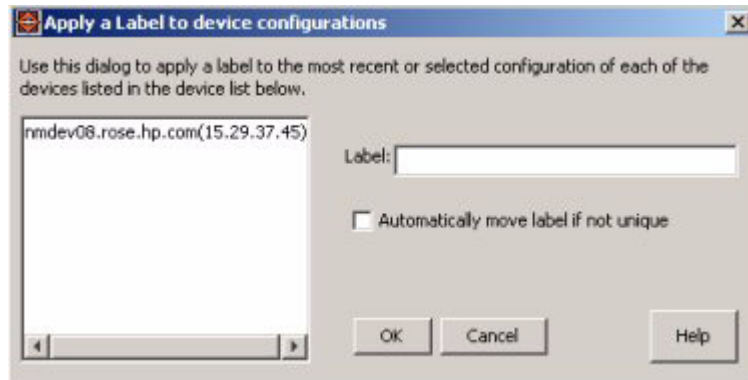 Apply a Label to device configurations
Use this dialog to apply a label to the most recent or selected configuration of each of the
devices listed in the device list below.
nmdev08.rose.hp.com(15.29.37.45)
Label:
Automatically move label if not unique
OK
Cancel
Help